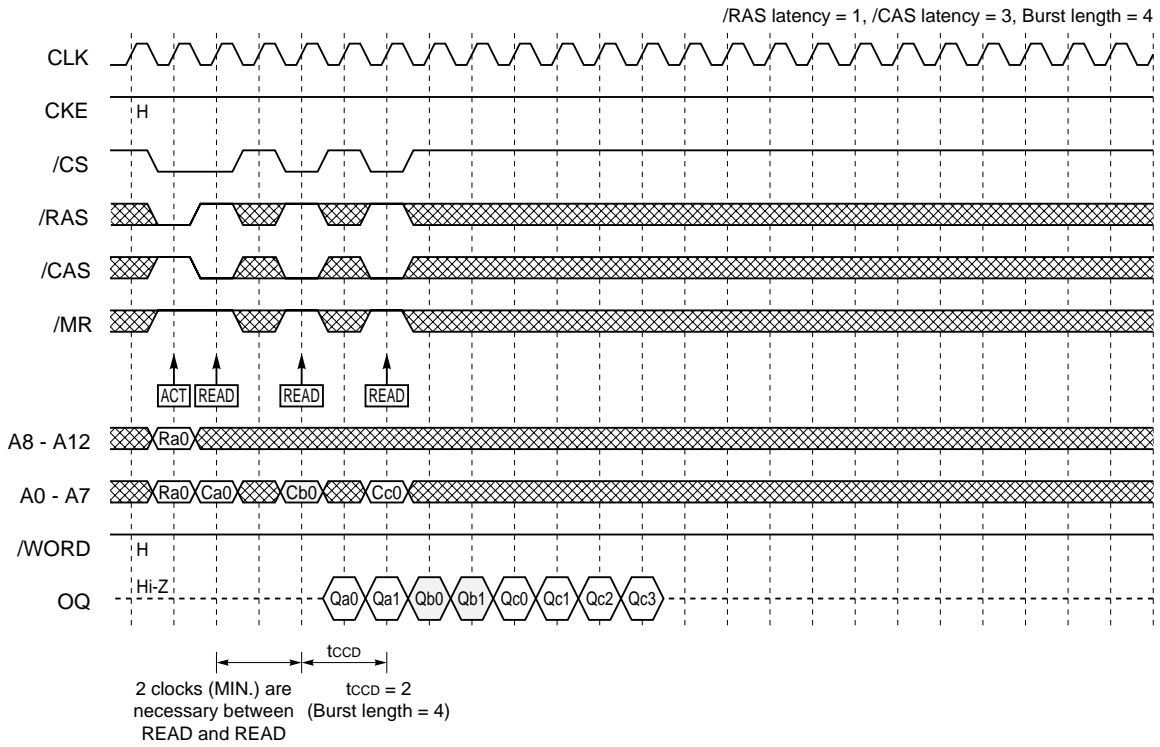 /RAS latency = 1, /CAS latency = 3, Burst length = 4
CLK
CKE H
/CS
/RAS
/CAS
/MR
ACT READ READ READ
A8 - A12 Ra0
A0 - A7 Ra0 Ca0 Cb0 Cc0
/WORD H
Hi-Z
OQ Qa0 Qa1 Qb0 Qb1 Qc0 Qc1 Qc2 Qc3
tCCD
2 clocks (MIN.) are
necessary between
READ and READ
tCCD = 2
(Burst length = 4)